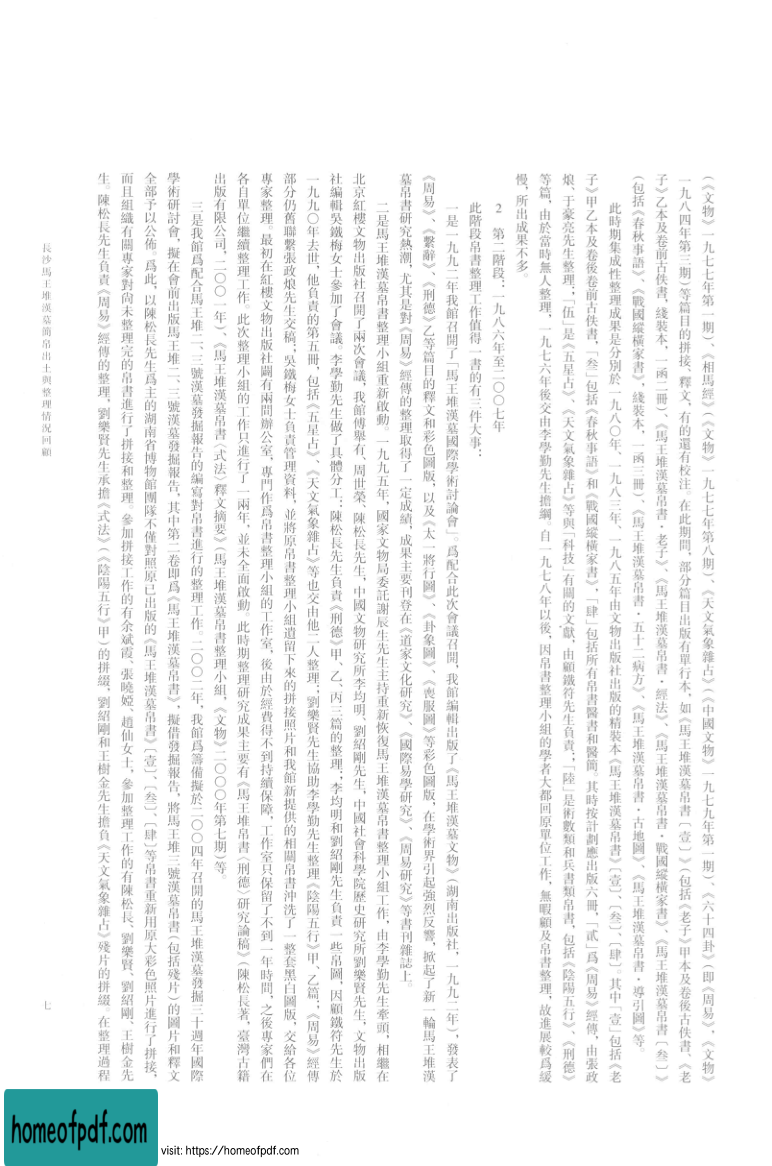 （《文物》一九七七年第一期）、《相馬經》（《文物》一九七七年第八期）、《天文氣象雜占》（《中國文物》一九七九年第一期）、《六十四卦》（即《周易》，《文物》
一九八四年第三期）等篇目的拼接、釋文，有的還有校注。在此期間，部分篇目出版有單行本，如《馬王堆漢墓帛書〔壹〕》（包括《老子》甲本及卷後古佚書、《老
子》乙本及卷前古佚書，綫裝本，一函二冊）、《馬王堆漢墓帛書·老子》、《馬王堆漢墓帛書·經法》、《馬王堆漢墓帛書·戰國縱橫家書》、《馬王堆漢墓帛書〔叁〕》
（包括《春秋事語》、《戰國縱橫家書》，綫裝本，一函三冊）、《馬王堆漢墓帛書·五十二病方》、《馬王堆漢墓帛書·古地圖》、《馬王堆漢墓帛書·導引圖》等。
此時期集成性整理成果是分別於一九八〇年、一九八三年、一九八五年由文物出版社出版的精裝本《馬王堆漢墓帛書》〔壹〕、〔叁〕、〔肆〕。其中「壹」包括《老
子》甲乙本及卷後卷前古佚書，「叁」包括《春秋事語》和《戰國縱橫家書》，「肆」包括所有帛書醫書和醫簡。其時按計劃應出版六冊，「貳」爲《周易》經傳，由張政
烺、于豪亮先生整理；「伍」是《五星占》、《天文氣象雜占》等與「科技」有關的文獻，由顧鐵符先生負責；「陸」是術數類和兵書類帛書，包括《陰陽五行》、《刑德》
等篇，由於當時無人整理，一九七六年後交由李學勤先生擔綱。自一九七八年以後，因帛書整理小組的學者大都回原單位工作，無暇顧及帛書整理，故進展較爲緩
慢，所出成果不多。
2 第二階段：一九八六年至二〇〇七年
此階段帛書整理工作值得一書的有三件大事：
一是一九九二年我館召開了「馬王堆漢墓國際學術討論會」。爲配合此次會議召開，我館編輯出版了《馬王堆漢墓文物》（湖南出版社，一九九二年），發表了
《周易》、《繫辭》、《刑德》乙等篇目的釋文和彩色圖版，以及《太一將行圖》、《卦象圖》、《喪服圖》等彩色圖版，在學術界引起強烈反響，掀起了新一輪馬王堆漢
墓帛書研究熱潮，尤其是對《周易》經傳的整理取得了一定成績，成果主要刊登在《道家文化研究》、《國際易學研究》、《周易研究》等書刊雜誌上。
二是馬王堆漢墓帛書整理小組重新啟動。一九九五年，國家文物局委託謝辰生先生主持重新恢復馬王堆漢墓帛書整理小組工作，由李學勤先生牽頭，相繼在
北京紅樓文物出版社召開了兩次會議，我館傅舉有、周世榮、陳松長先生，中國文物研究所李均明、劉紹剛先生，中國社會科學院歷史研究所劉樂賢先生，文物出版
社編輯吳鐵梅女士參加了會議。李學勤先生做了具體分工：陳松長先生負責《刑德》甲、乙、丙三篇的整理；李均明和劉紹剛先生負責一些帛圖，因顧鐵符先生於
一九九〇年去世，他負責的第五冊，包括《五星占》、《天文氣象雜占》等也交由他二人整理；劉樂賢先生協助李學勤先生整理《陰陽五行》甲、乙篇；《周易》經傳
部分仍舊聯繫張政烺先生交稿；吳鐵梅女士負責管理資料，並將原帛書整理小組遺留下來的拼接照片和我館新提供的相關帛書沖洗了一整套黑白圖版，交給各位
專家整理。最初在紅樓文物出版社闢有兩間辦公室，專門作爲帛書整理小組的工作室，後由於經費得不到持續保障，工作室只保留了不到一年時間，之後專家們在
各自單位繼續整理工作。此次整理小組的工作只進行了一兩年，並未全面啟動。此時期整理研究成果主要有《馬王堆帛書〈刑德〉研究論稿》（陳松長著，臺灣古籍
出版有限公司，二〇〇一年）、《馬王堆漢墓帛書〈式法〉釋文摘要》（馬王堆漢墓帛書整理小組，《文物》二〇〇〇年第七期）等。
三是我館爲配合馬王堆二、三號漢墓發掘報告的編寫對帛書進行的整理工作。二〇〇二年，我館爲籌備擬於二〇〇四年召開的馬王堆漢墓發掘三十週年國際
學術研討會，擬在會前出版馬王堆二、三號漢墓發掘報告，其中第二卷即爲《馬王堆漢墓帛書》，擬借發掘報告，將馬王堆三號漢墓帛書（包括殘片）的圖片和釋文
全部予以公佈。爲此，以陳松長先生爲主的湖南省博物館團隊不僅對照原已出版的《馬王堆漢墓帛書》〔壹〕、〔叁〕、〔肆〕等帛書重新用原大彩色照片進行了拼接，
而且組織有關專家對尚未整理完的帛書進行了拼接和整理。參加拼接工作的有余斌霞、張曉婭、趙仙女士，參加整理工作的有陳松長、劉樂賢、劉紹剛、王樹金先
生。陳松長先生負責《周易》經傳的整理，劉樂賢先生承擔《式法》（《陰陽五行》甲）的拼綴，劉紹剛和王樹金先生擔負《天文氣象雜占》殘片的拼綴。在整理過程
長沙馬王堆漢墓簡帛出土與整理情況回顧
七
homeofpdf.com
visit: https://homeofpdf.com